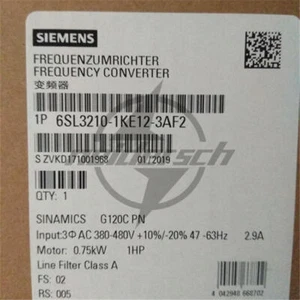 SIEMENS
FREQUENZUMRICHTER
FREQUENCY CONVERTER
变频器
1P 6SL3210-1KE12-3AF2
S ZVKD171001958 01/2019
QTY: 1
SINAMICS G120C PN
Input:3Φ AC 380-480V +10%/-20% 47 -63Hz 2.9A
Motor: 0.75kW 1HP
Line Filter Class A
FS: 02
RS: 005